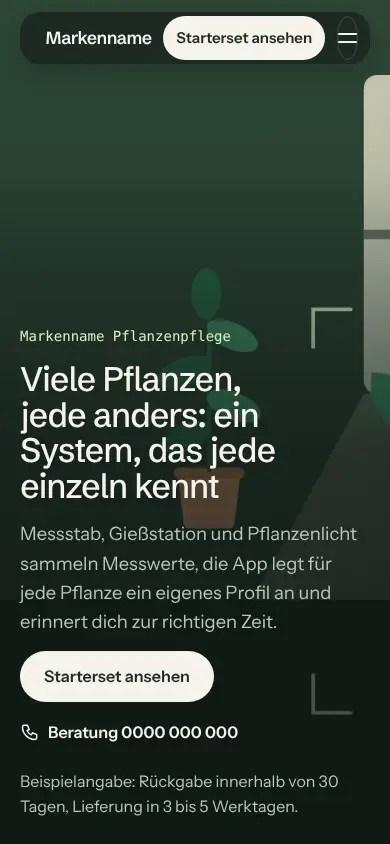 Markenname
Starterset ansehen
Markenname Pflanzenpflege
Viele Pflanzen,
jede anders: ein
System, das jede
einzeln kennt
Messstab, Gießstation und Pflanzenlicht
sammeln Messwerte, die App legt für
jede Pflanze ein eigenes Profil an und
erinnert dich zur richtigen Zeit.
Starterset ansehen
Beratung 0000 000 000
Beispielangabe: Rückgabe innerhalb von 30
Tagen, Lieferung in 3 bis 5 Werktagen.